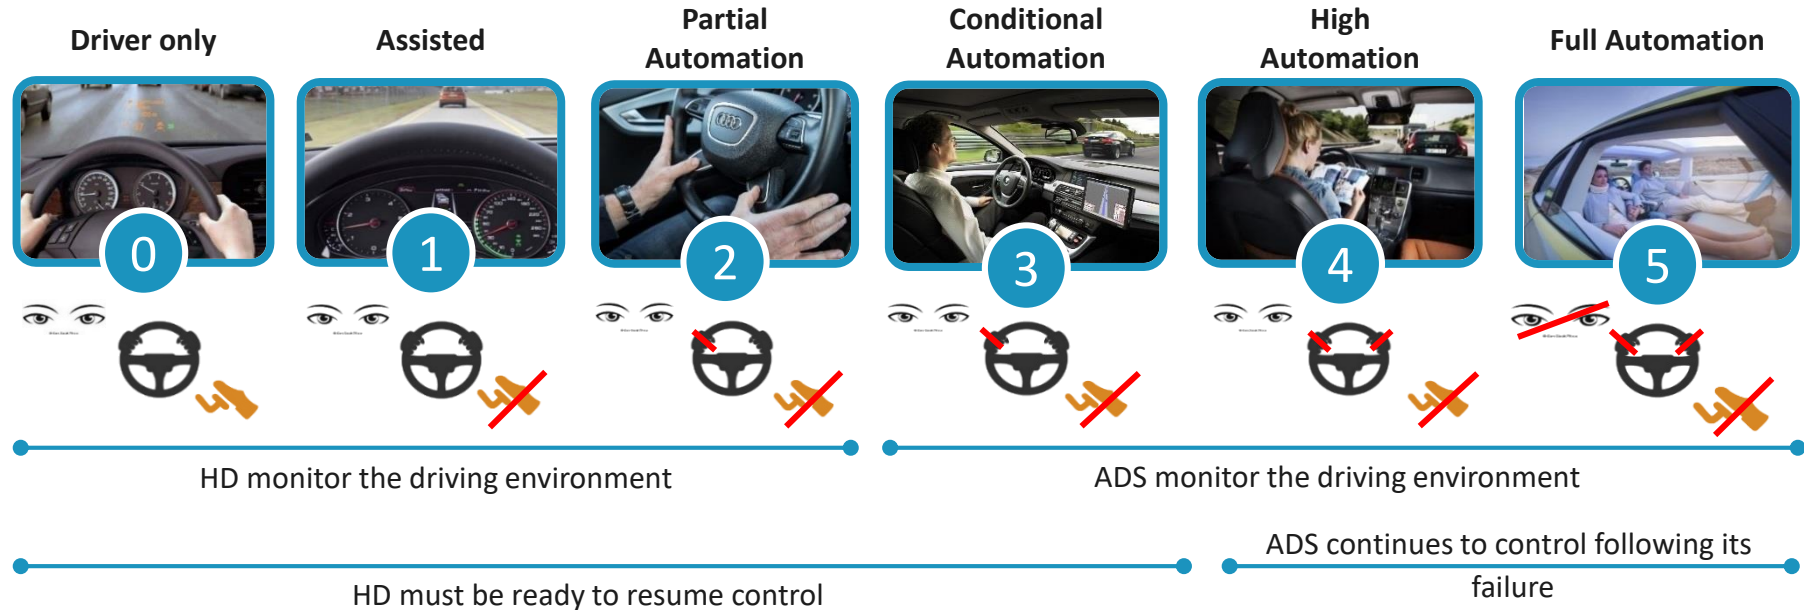 Driver only
Assisted
Partial
Automation
Conditional
Automation
High
Automation
Full Automation
0
1
2
3
4
5
HD monitor the driving environment
ADS monitor the driving environment
HD must be ready to resume control
ADS continues to control following its
failure